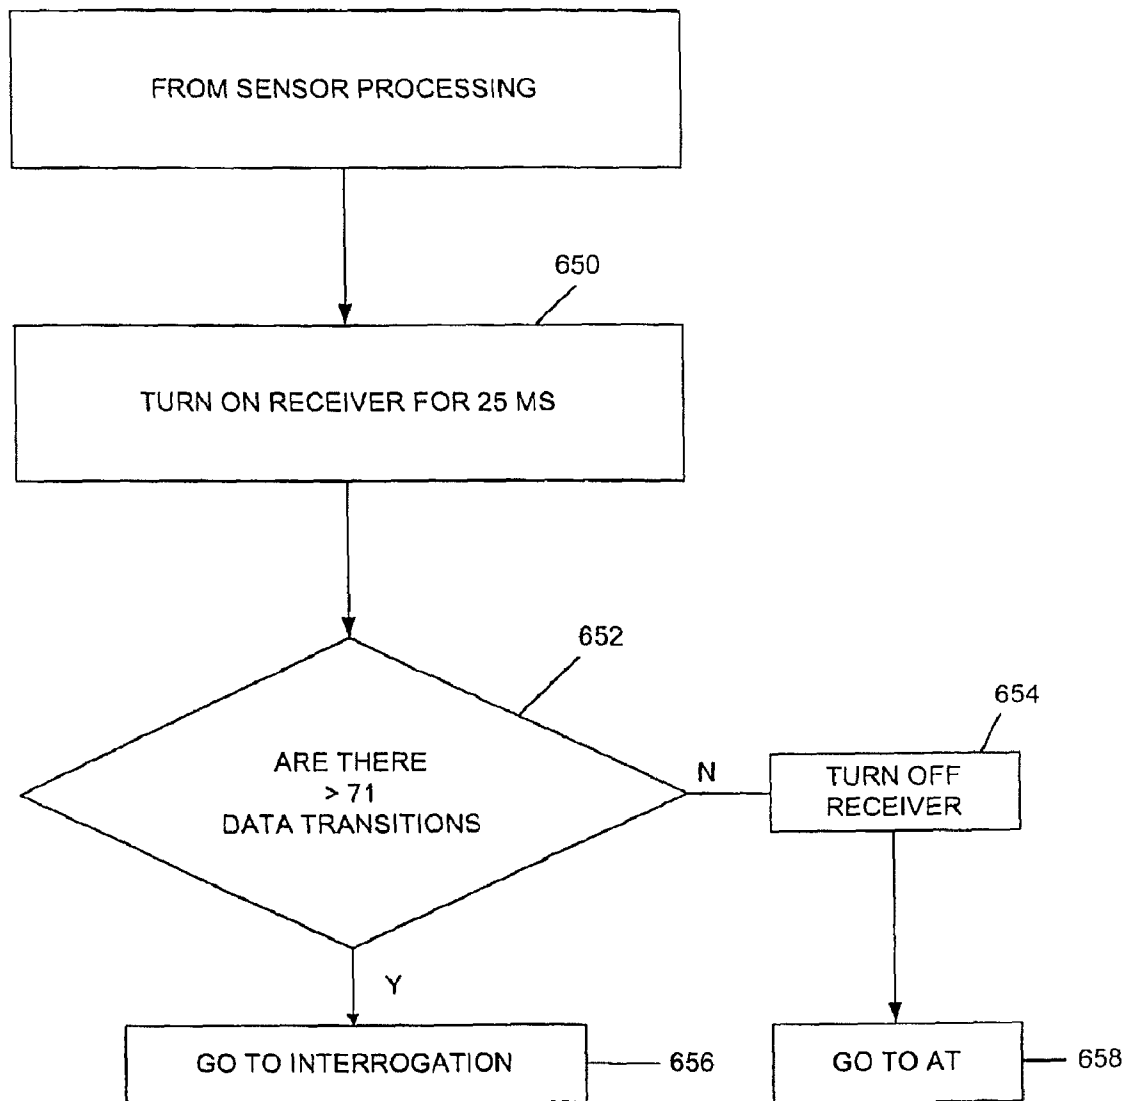 FROM SENSOR PROCESSING
650
TURN ON RECEIVER FOR 25 MS
652
ARE THERE
> 71
DATA TRANSITIONS
N
654
TURN OFF
RECEIVER
Y
GO TO INTERROGATION
656
GO TO AT
658